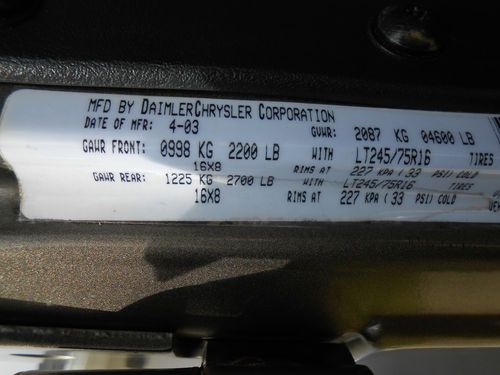 MFD BY DAIMLERCHRYSLER CORPORATION
DATE OF MFR: 4-03 GVWR: 2087 KG 04600 LB
GAWR FRONT: 0998 KG 2200 LB WITH LT245/75R16 TIRES
16X8 RIMS AT 227 KPA ( 33 PSI) COLD
GAWR REAR: 1225 KG 2700 LB WITH LT245/75R16 TIRES
16X8 RIMS AT 227 KPA ( 33 PSI) COLD